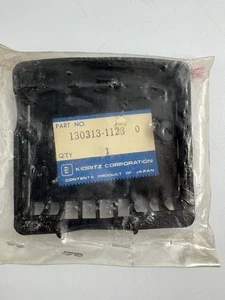 PART NO.
130313-1123 0
QTY 1
KIORITZ CORPORATION
CONTENTS PRODUCT OF JAPAN